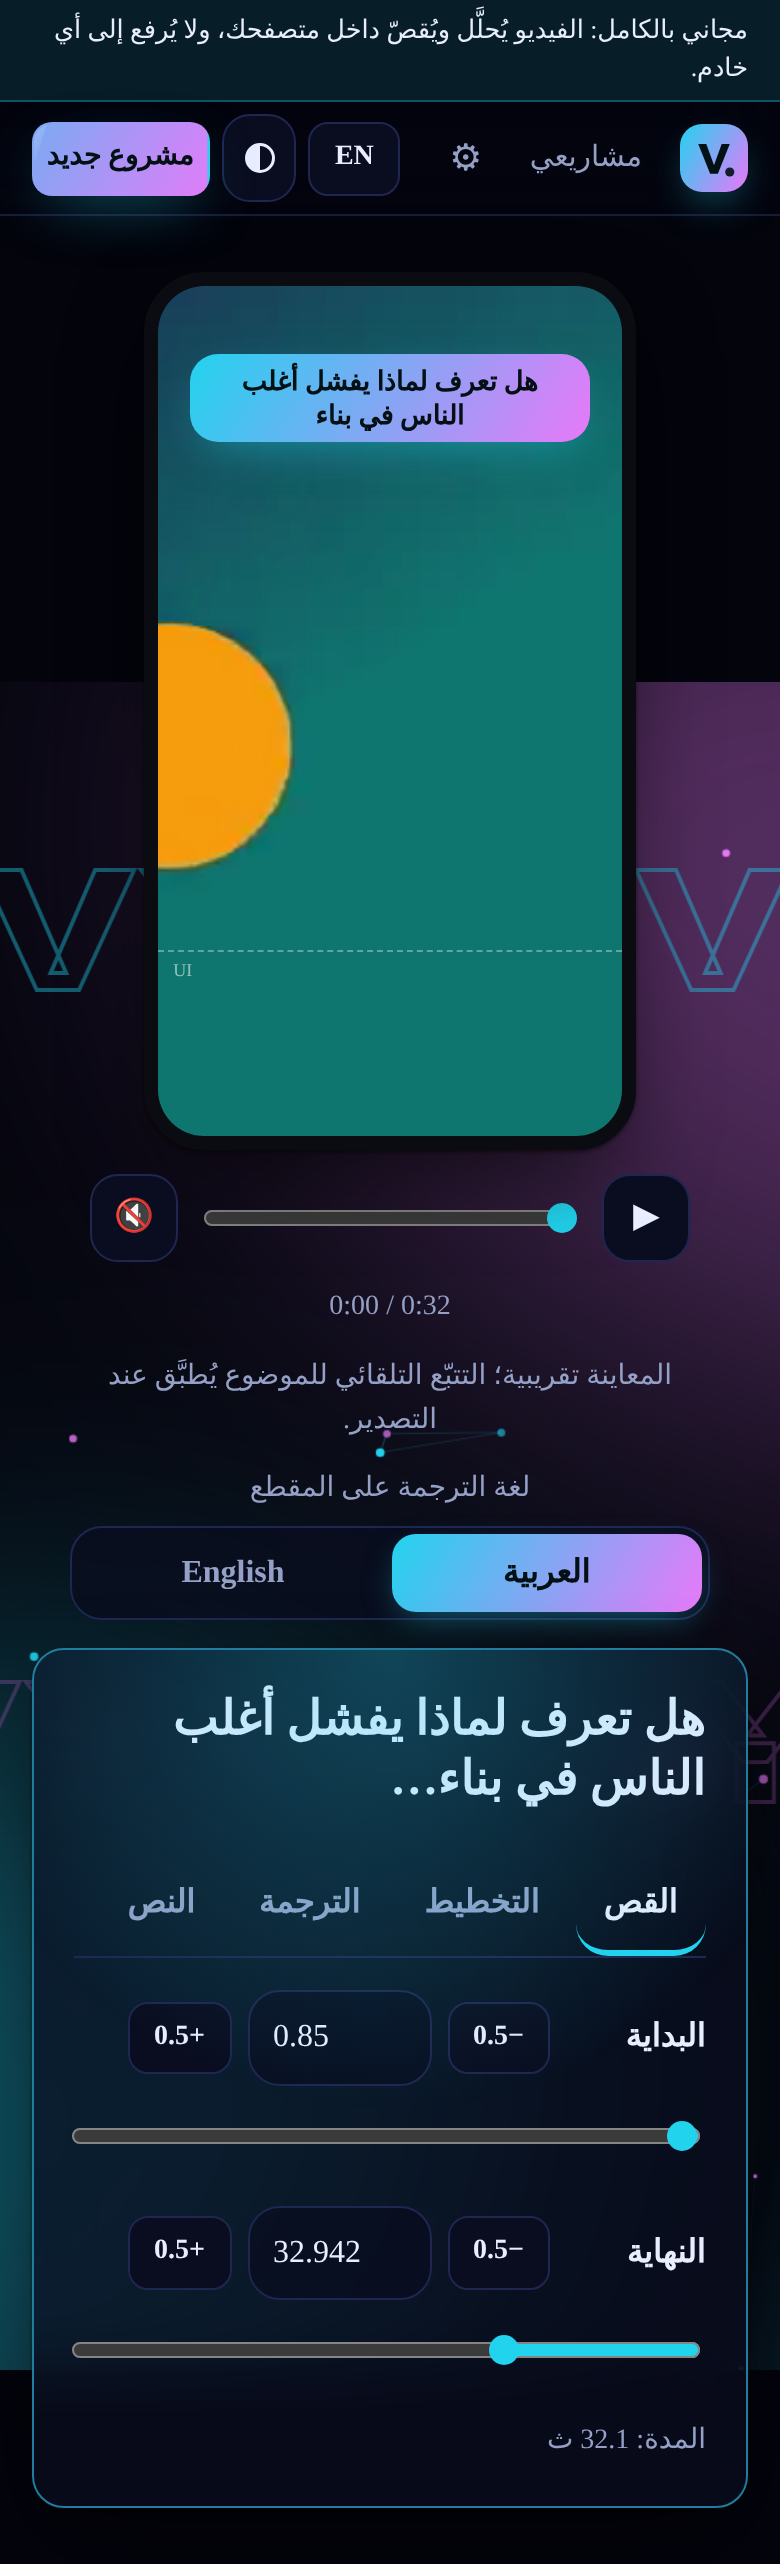 مجاني بالكامل: الفيديو يُحلَّل ويُقصّ داخل متصفحك، ولا يُرفع إلى أي
خادم.
V.
مشاريعي
EN
مشروع جديد
هل تعرف لماذا يفشل أغلب
الناس في بناء
UI
0:00 / 0:32
المعاينة تقريبية؛ التتبّع التلقائي للموضوع يُطبَّق عند
التصدير.
لغة الترجمة على المقطع
العربية
English
هل تعرف لماذا يفشل أغلب
الناس في بناء…
القص
التخطيط
الترجمة
النص
البداية
−0.5
0.85
+0.5
النهاية
−0.5
32.942
+0.5
المدة: 32.1 ث